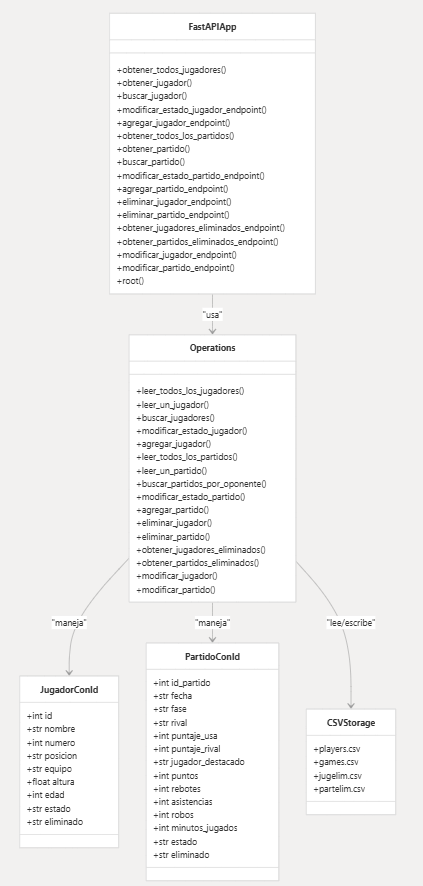 FastAPIApp
+obtener_todos_jugadores()
+obtener_jugador()
+buscar_jugador()
+modificar_estado_jugador_endpoint()
+agregar_jugador_endpoint()
+obtener_todos_los_partidos()
+obtener_partido()
+buscar_partido()
+modificar_estado_partido_endpoint()
+agregar_partido_endpoint()
+eliminar_jugador_endpoint()
+eliminar_partido_endpoint()
+obtener_jugadores_eliminados_endpoint()
+obtener_partidos_eliminados_endpoint()
+modificar_jugador_endpoint()
+modificar_partido_endpoint()
+root()
"usa"
Operations
+leer_todos_los_jugadores()
+leer_un_jugador()
+buscar_jugadores()
+modificar_estado_jugador()
+agregar_jugador()
+leer_todos_los_partidos()
+leer_un_partido()
+buscar_partidos_por_oponente()
+modificar_estado_partido()
+agregar_partido()
+eliminar_jugador()
+eliminar_partido()
+obtener_jugadores_eliminados()
+obtener_partidos_eliminados()
+modificar_jugador()
+modificar_partido()
"maneja"
"maneja"
"lee/escribe"
JugadorConId
+int id
+str nombre
+int numero
+str posicion
+str equipo
+float altura
+int edad
+str estado
+str eliminado
PartidoConId
+int id_partido
+str fecha
+str fase
+str rival
+int puntaje_usa
+int puntaje_rival
+str jugador_destacado
+int puntos
+int rebotes
+int asistencias
+int robos
+int minutos_jugados
+str estado
+str eliminado
CSVStorage
+players.csv
+games.csv
+jugelim.csv
+partelim.csv